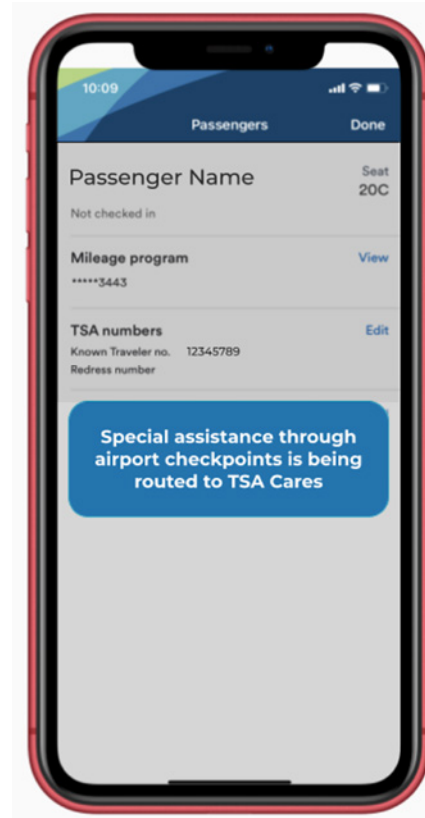 10:09
Passengers
Done
Passenger Name
Seat
20C
Not checked in
Mileage program
View
*****3443
TSA numbers
Edit
Known Traveler no. 12345789
Redress number
Special assistance through
airport checkpoints is being
routed to TSA Cares